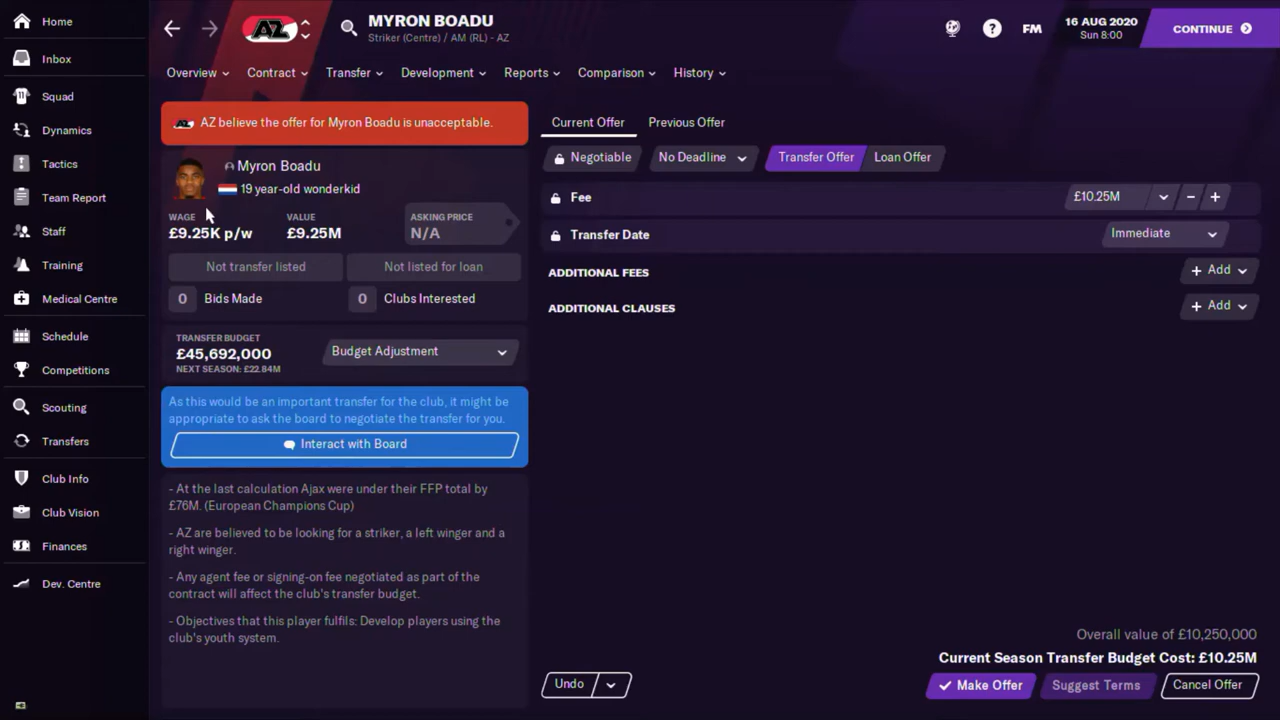 Home
Inbox
Squad
Dynamics
Tactics
Team Report
Staff
Training
Medical Centre
Schedule
Competitions
Scouting
Transfers
Club Info
Club Vision
Finances
Dev. Centre
AZ
MYRON BOADU
Striker (Centre) / AM (RL) - AZ
?
FM
16 AUG 2020
Sun 8:00
CONTINUE
Overview
Contract
Transfer
Development
Reports
Comparison
History
AZ believe the offer for Myron Boadu is unacceptable.
Myron Boadu
19 year-old wonderkid
WAGE
£9.25K p/w
VALUE
£9.25M
ASKING PRICE
N/A
Not transfer listed
Not listed for loan
0 Bids Made
0 Clubs Interested
TRANSFER BUDGET
£45,692,000
NEXT SEASON: £22.84M
Budget Adjustment
As this would be an important transfer for the club, it might be
appropriate to ask the board to negotiate the transfer for you.
Interact with Board
- At the last calculation Ajax were under their FFP total by
£76M. (European Champions Cup)
- AZ are believed to be looking for a striker, a left winger and a
right winger.
- Any agent fee or signing-on fee negotiated as part of the
contract will affect the club's transfer budget.
- Objectives that this player fulfils: Develop players using the
club's youth system.
Current Offer
Previous Offer
Negotiable
No Deadline
Transfer Offer
Loan Offer
Fee
£10.25M
- +
Transfer Date
Immediate
ADDITIONAL FEES
+ Add
ADDITIONAL CLAUSES
+ Add
Overall value of £10,250,000
Current Season Transfer Budget Cost: £10.25M
Undo
Make Offer
Suggest Terms
Cancel Offer